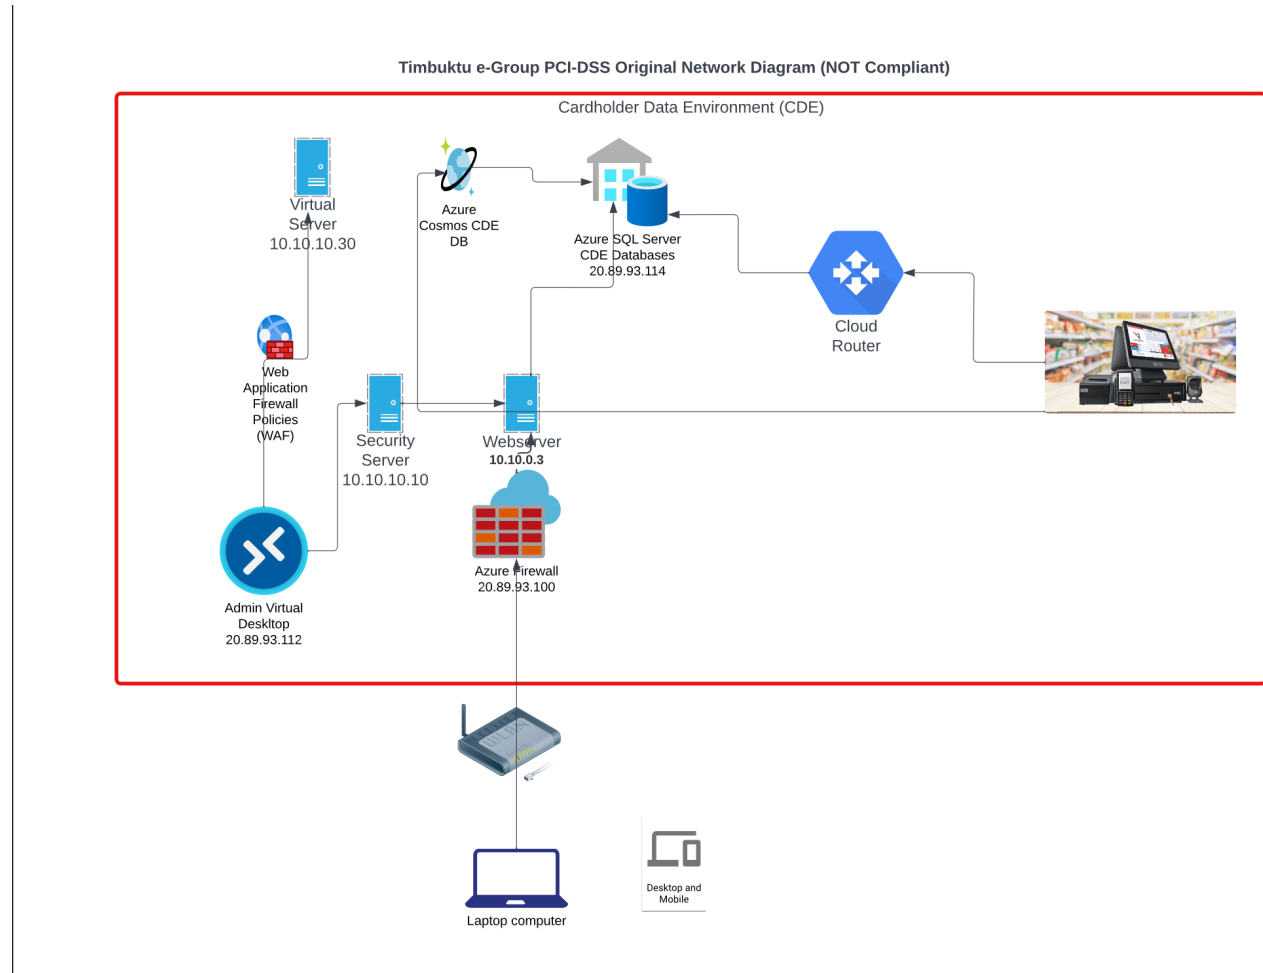 Timbuktu e-Group PCI-DSS Original Network Diagram (NOT Compliant)
Cardholder Data Environment (CDE)
Virtual
Server
10.10.10.30
Azure
Cosmos CDE
DB
Azure SQL Server
CDE Databases
20.89.93.114
Cloud
Router
Web
Application
Firewall
Policies
(WAF)
Security
Server
10.10.10.10
Webserver
10.10.0.3
Azure Firewall
20.89.93.100
Admin Virtual
Deskltop
20.89.93.112
WLAN
Laptop computer
Desktop and
Mobile